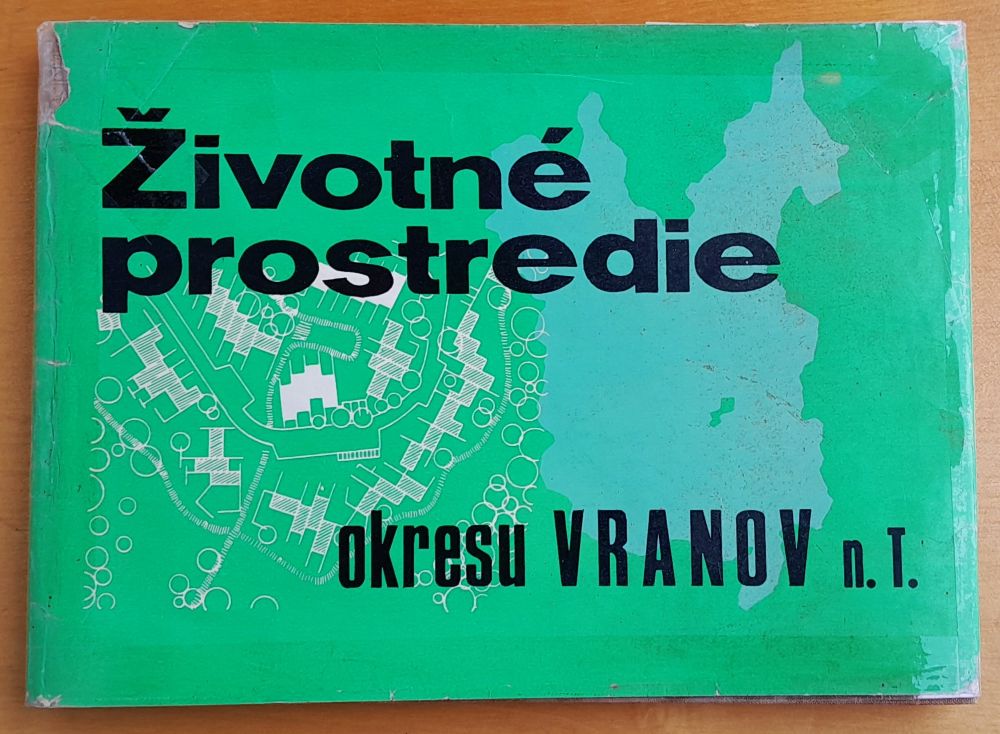 Životné
prostredie
okresu VRANOV n. T.